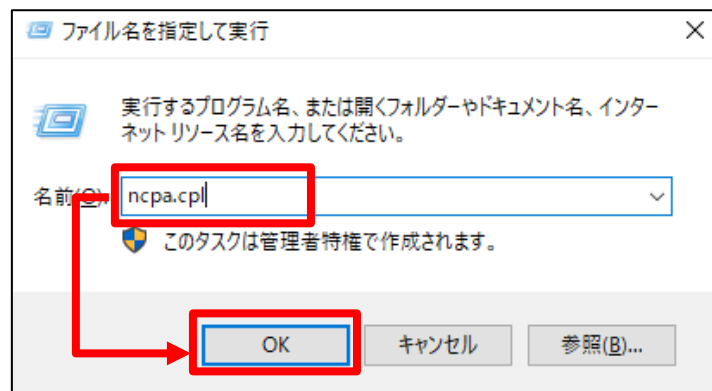 ファイル名を指定して実行
実行するプログラム名、または開くフォルダーやドキュメント名、インター
ネット リソース名を入力してください。
名前(O): ncpa.cpl
このタスクは管理者特権で作成されます。
OK キャンセル 参照(B)...